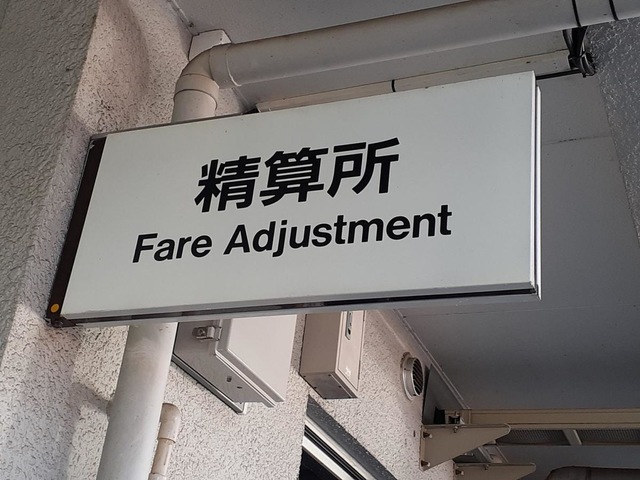 精算所
Fare Adjustment